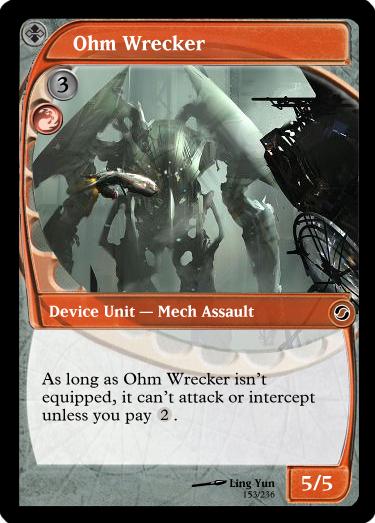 Ohm Wrecker
3
Device Unit — Mech Assault
As long as Ohm Wrecker isn't
equipped, it can't attack or intercept
unless you pay 2.
Ling Yun
153/236
5/5